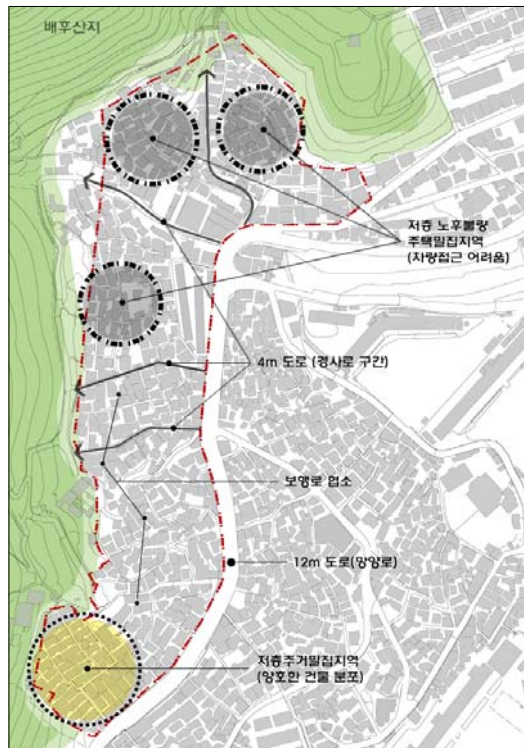 배후산지
저층 노후불량
주택밀집지역
(차량접근 어려움)
4m 도로 (경사로 구간)
보행로 협소
12m 도로(망양로)
저층주거밀집지역
(양호한 건물 분포)